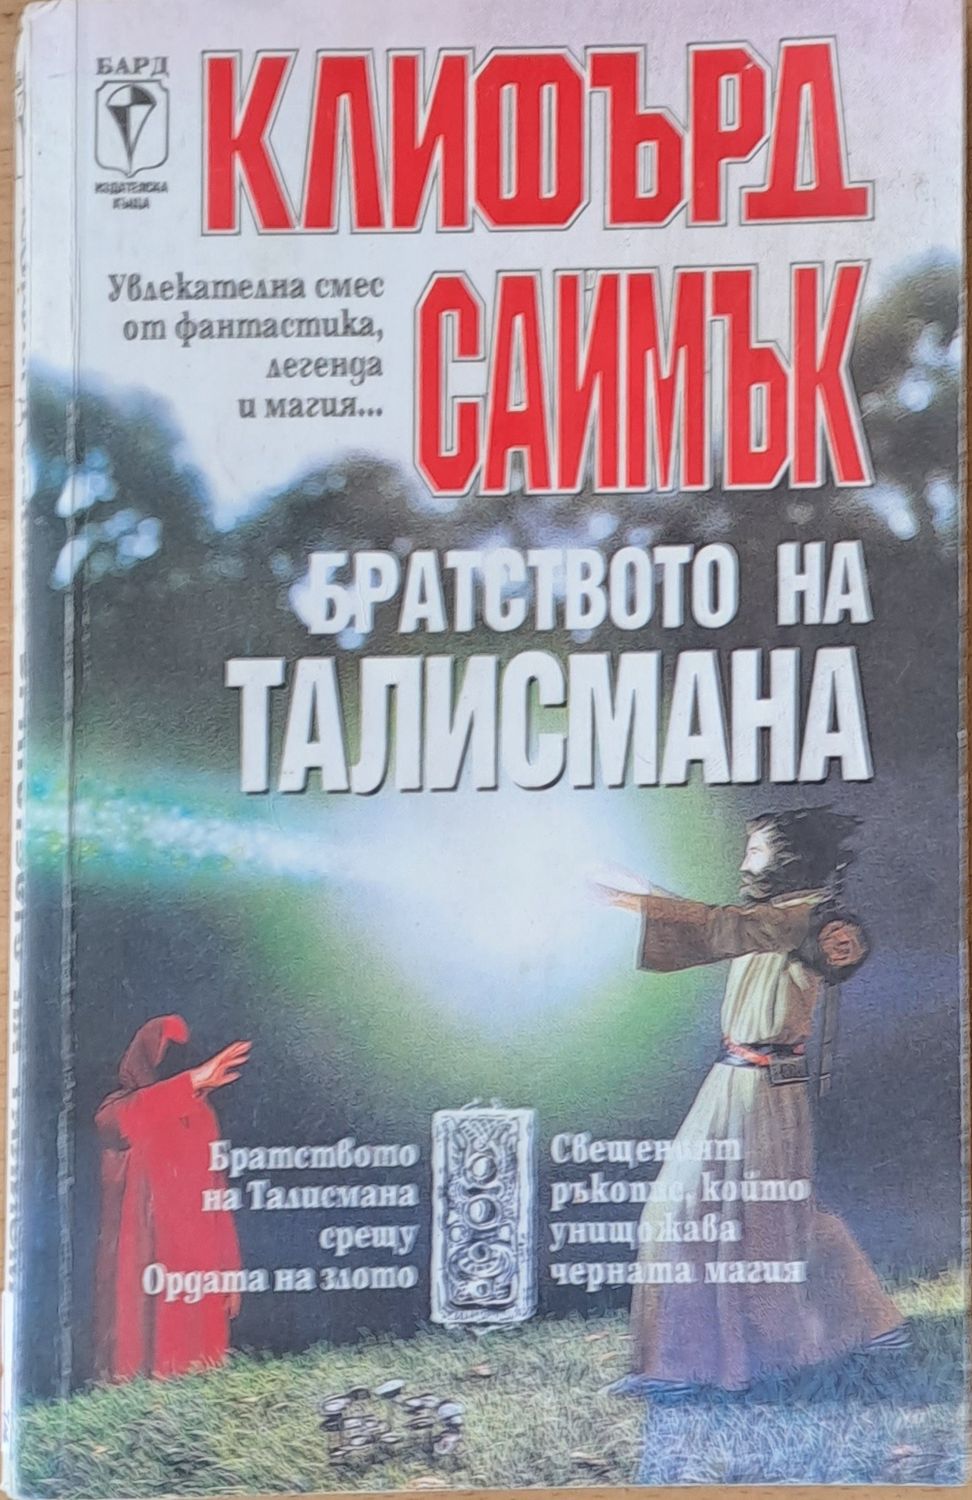 БАРД
ИЗДАТЕЛСКА
КЪЩА
КЛИФЪРД
САИМЪК
Увлекателна смес
от фантастика,
легенда
и магия...
БРАТСТВОТО НА
ТАЛИСМАНА
Братството
на Талисмана
срещу
Ордата на злото
Свещеният
ръкопис, който
унищожава
черната магия